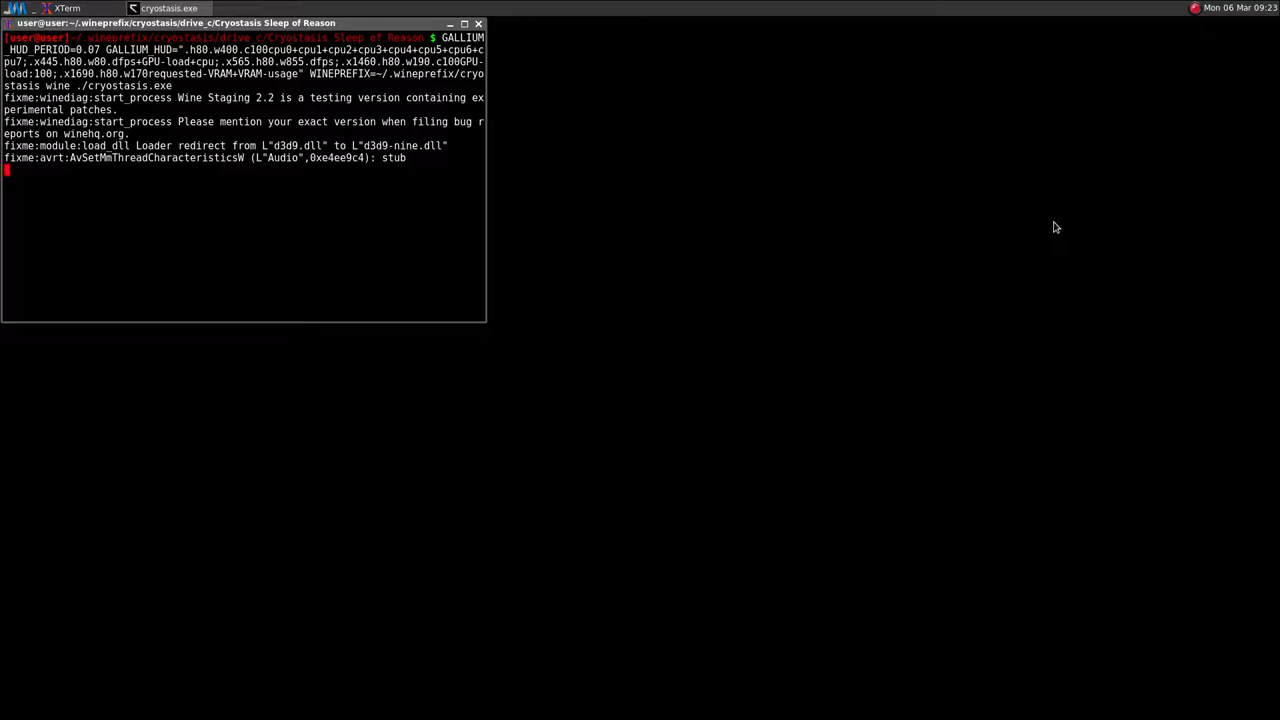 _ XTerm cryostasis.exe Mon 06 Mar 09:23
user@user:~/.wineprefix/cryostasis/drive_c/Cryostasis Sleep of Reason
[user@user]~/.wineprefix/cryostasis/drive_c/Cryostasis Sleep of Reason $ GALLIUM
_HUD_PERIOD=0.07 GALLIUM_HUD=".h80.w400.c100cpu0+cpu1+cpu2+cpu3+cpu4+cpu5+cpu6+c
pu7;.x445.h80.w80.dfps+GPU-load+cpu;.x565.h80.w855.dfps;.x1460.h80.w190.c100GPU-
load:100;.x1690.h80.w170requested-VRAM+VRAM-usage" WINEPREFIX=~/.wineprefix/cryo
stasis wine ./cryostasis.exe
fixme:winediag:start_process Wine Staging 2.2 is a testing version containing ex
perimental patches.
fixme:winediag:start_process Please mention your exact version when filing bug r
eports on winehq.org.
fixme:module:load_dll Loader redirect from L"d3d9.dll" to L"d3d9-nine.dll"
fixme:avrt:AvSetMmThreadCharacteristicsW (L"Audio",0xe4ee9c4): stub